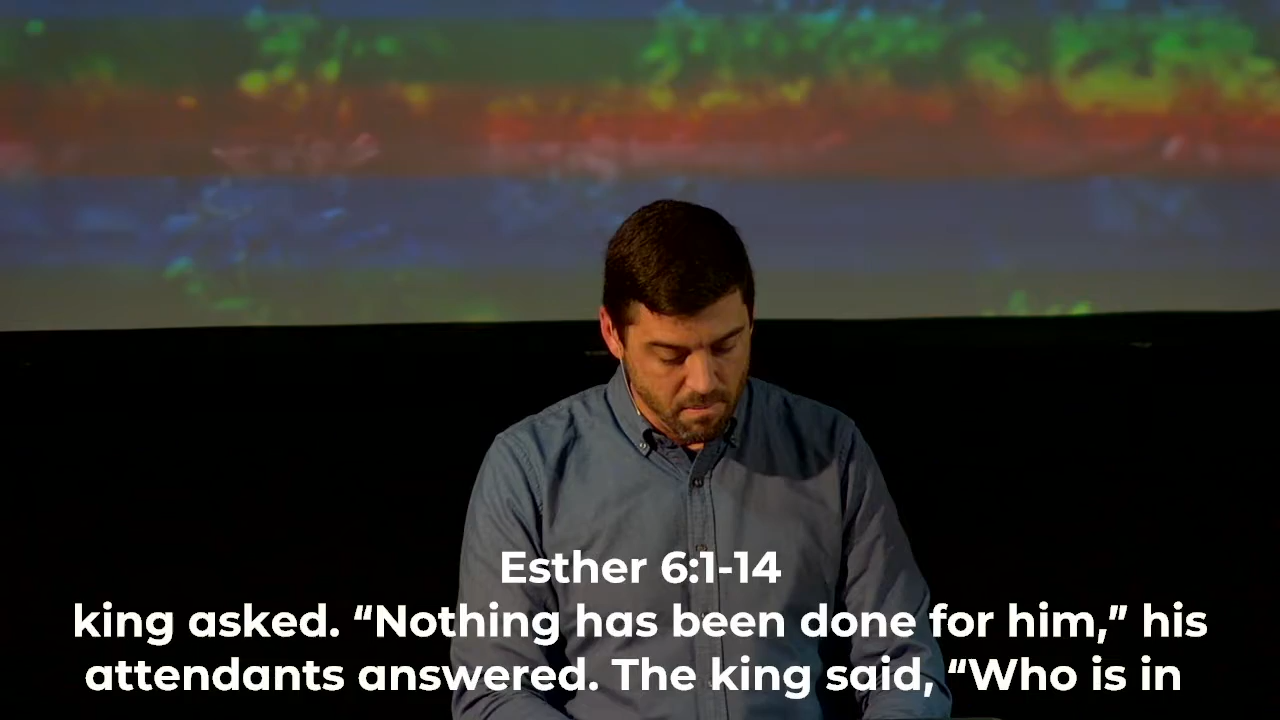 Esther 6:1-14
king asked. “Nothing has been done for him,” his
attendants answered. The king said, “Who is in